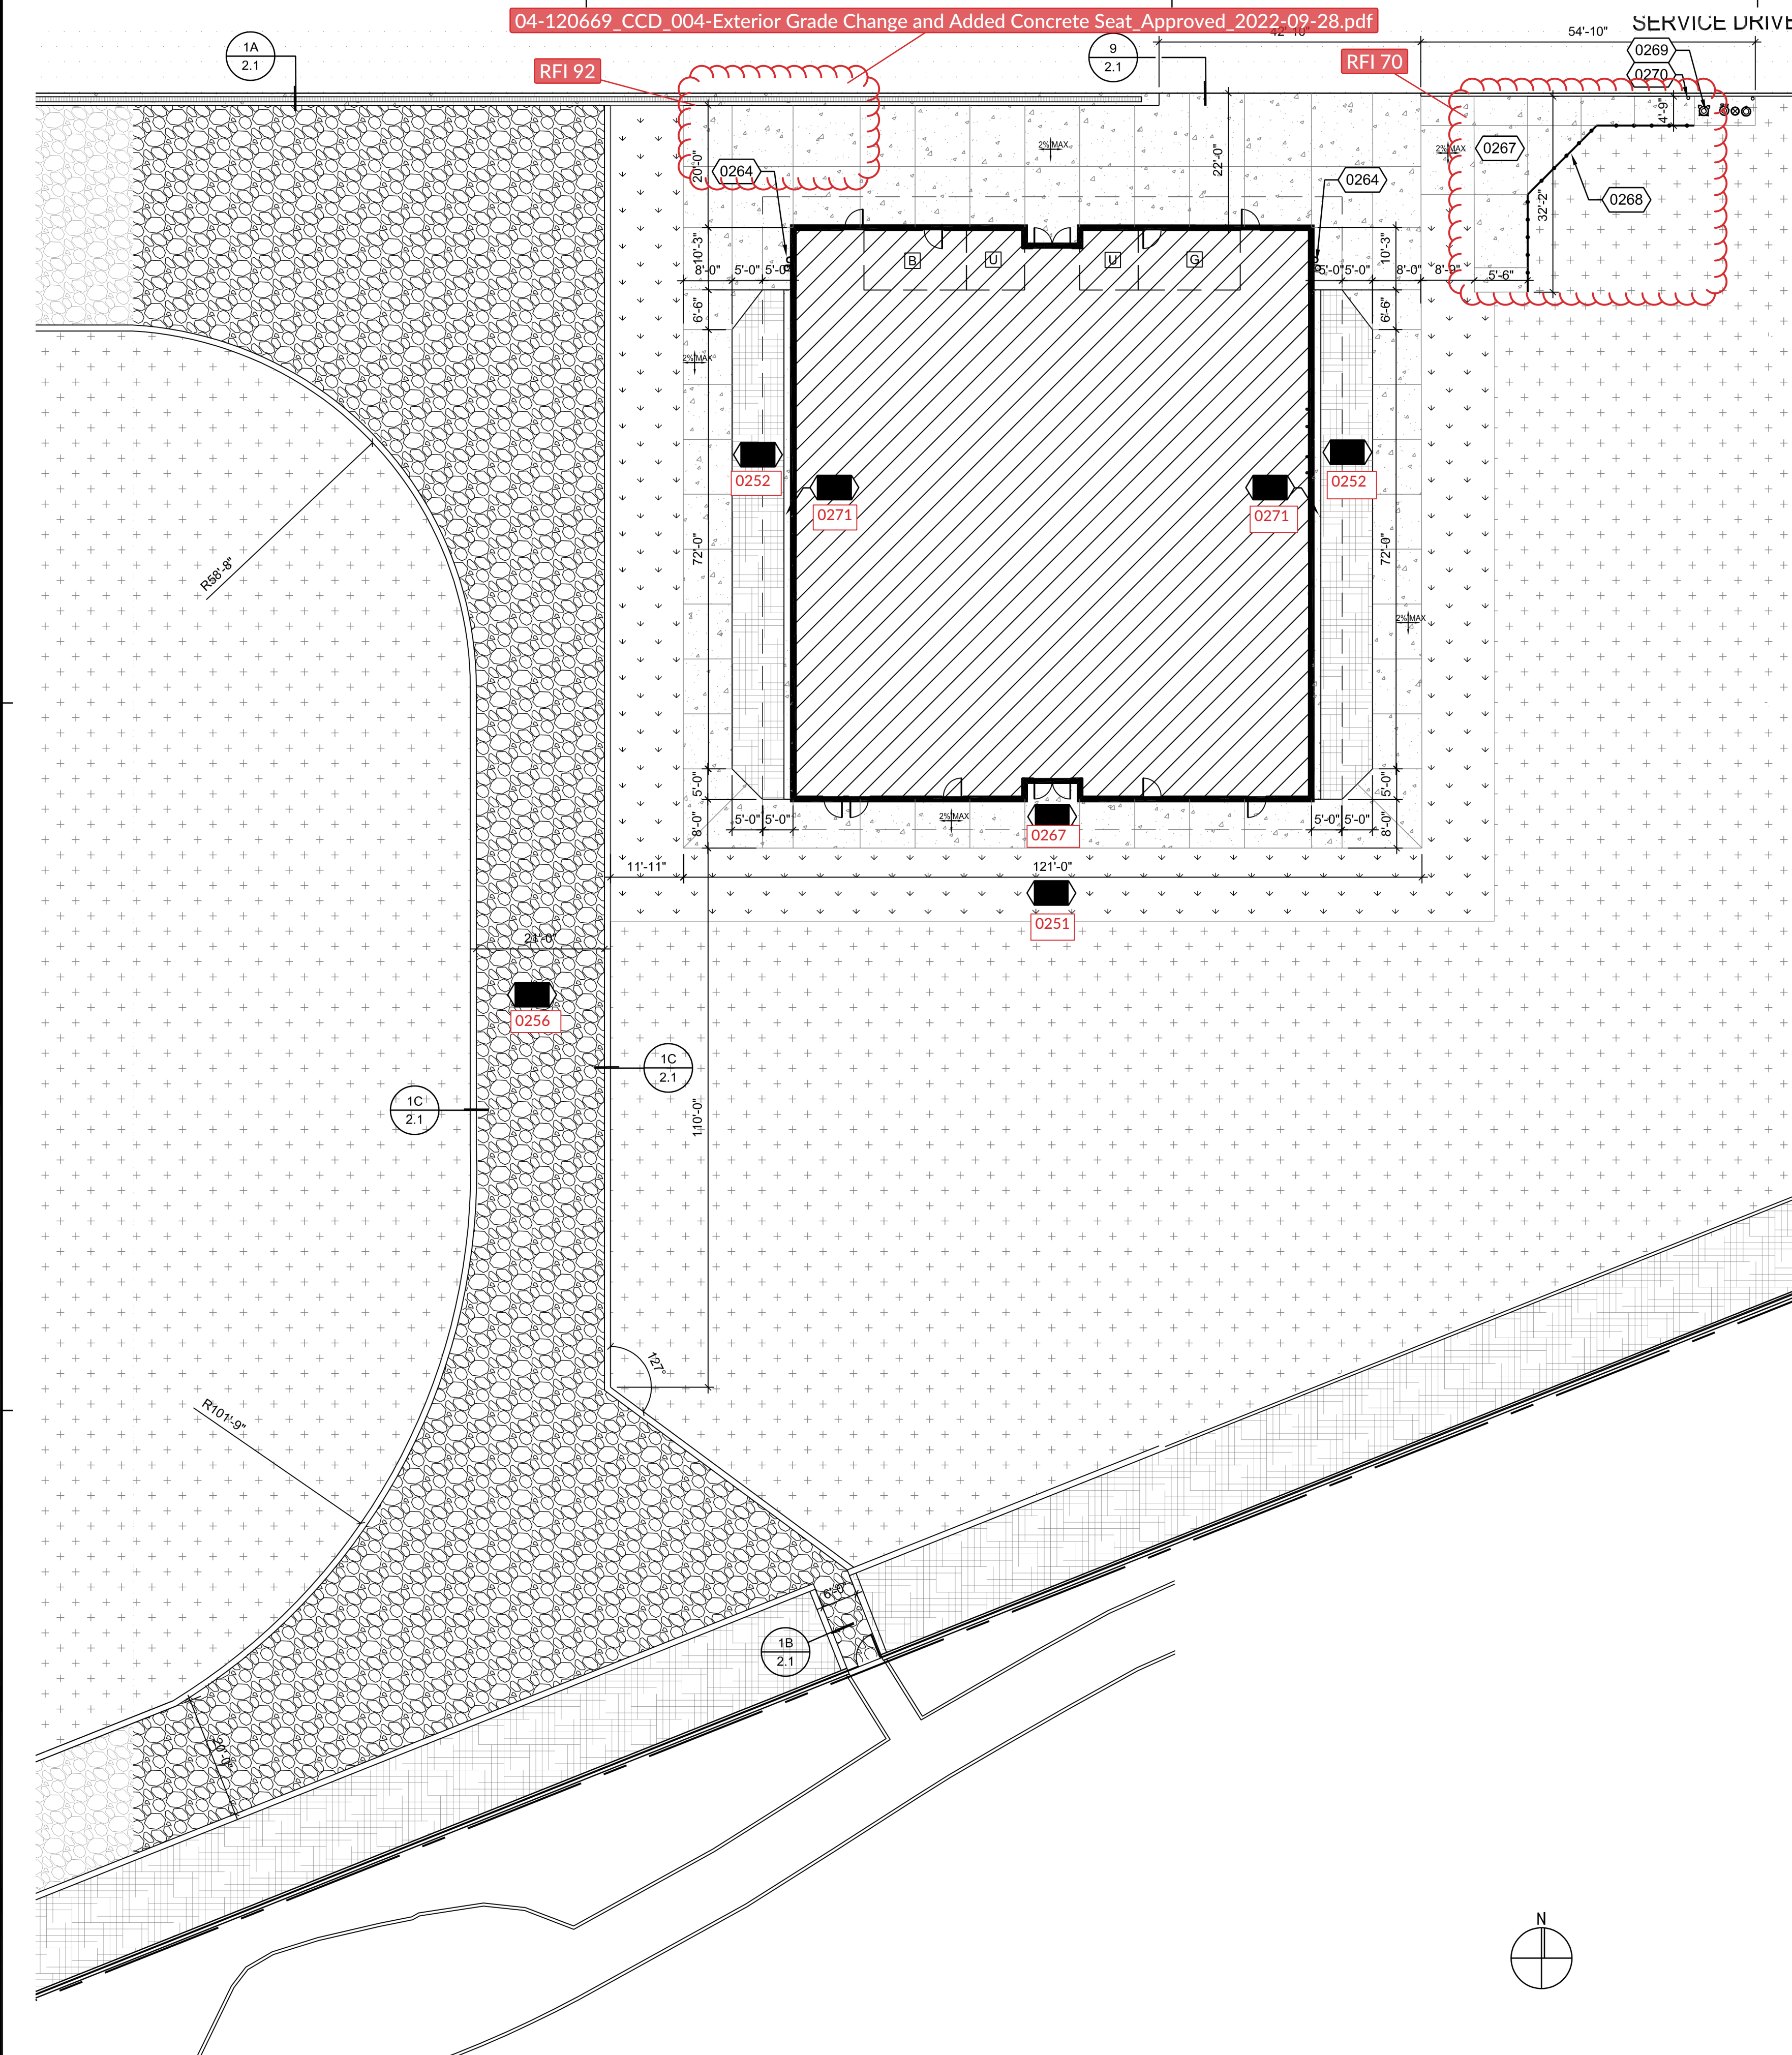 04-120669_CCD_004-Exterior Grade Change and Added Concrete Seat_Approved_2022-09-28.pdf
SERVICE DRIVE
42'-10"
54'-10"
1A
2.1
9
2.1
RFI 92
RFI 70
0269
0270
4'-9"
20'-0"
0264
2% MAX
22'-0"
0264
2% MAX
0267
0268
32'-2"
10'-3"
B
U
U
G
10'-3"
8'-0"
5'-0"
5'-0"
5'-0"
5'-0"
8'-0"
8'-0"
5'-6"
6'-6"
6'-6"
2% MAX
0252
0271
0271
0252
R58'-8"
72'-0"
72'-0"
2% MAX
5'-0"
5'-0"
8'-0"
5'-0"
5'-0"
2% MAX
0267
5'-0"
5'-0"
8'-0"
11'-11"
121'-0"
0251
21'-0"
0256
1C
2.1
1C
2.1
110'-0"
127°
R101'-9"
6'-0"
1B
2.1
20'-0"
N